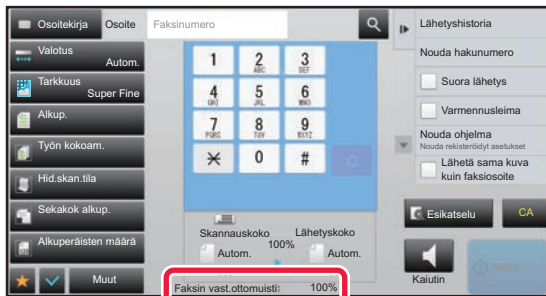 Osoitekirja
Osoite
Faksinumero
Valotus
Autom.
Tarkkuus
Super Fine
Alkup.
Työn kokoam.
Hid.skan.tila
Sekakok alkup.
Alkuperäisten määrä
Muut
1
2
ABC
3
DEF
4
GHI
5
JKL
6
MNO
7
PQRS
8
TUV
9
WXYZ
0
#
C
Skannauskoko
100%
Lähetyskoko
Autom.
Autom.
Faksin vast.ottomuisti:
100%
Lähetyshistoria
Nouda hakunumero
Suora lähetys
Varmennusleima
Nouda ohjelma
Nouda rekisteröidyt asetukset
Lähetä sama kuva
kuin faksiosoite
Esikatselu
CA
Kaiutin